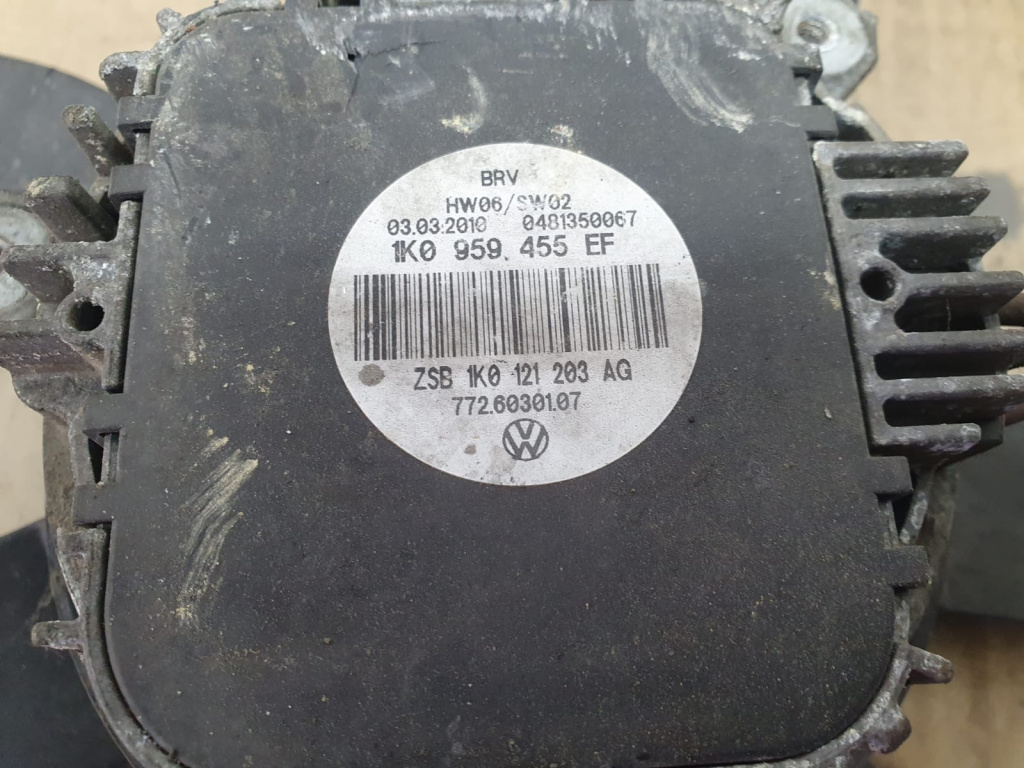 BRV
HW06/SW02
03.03.2010 0481350067
1K0 959. 455 EF
ZSB 1K0 121 203 AG
772.60301.07
VW